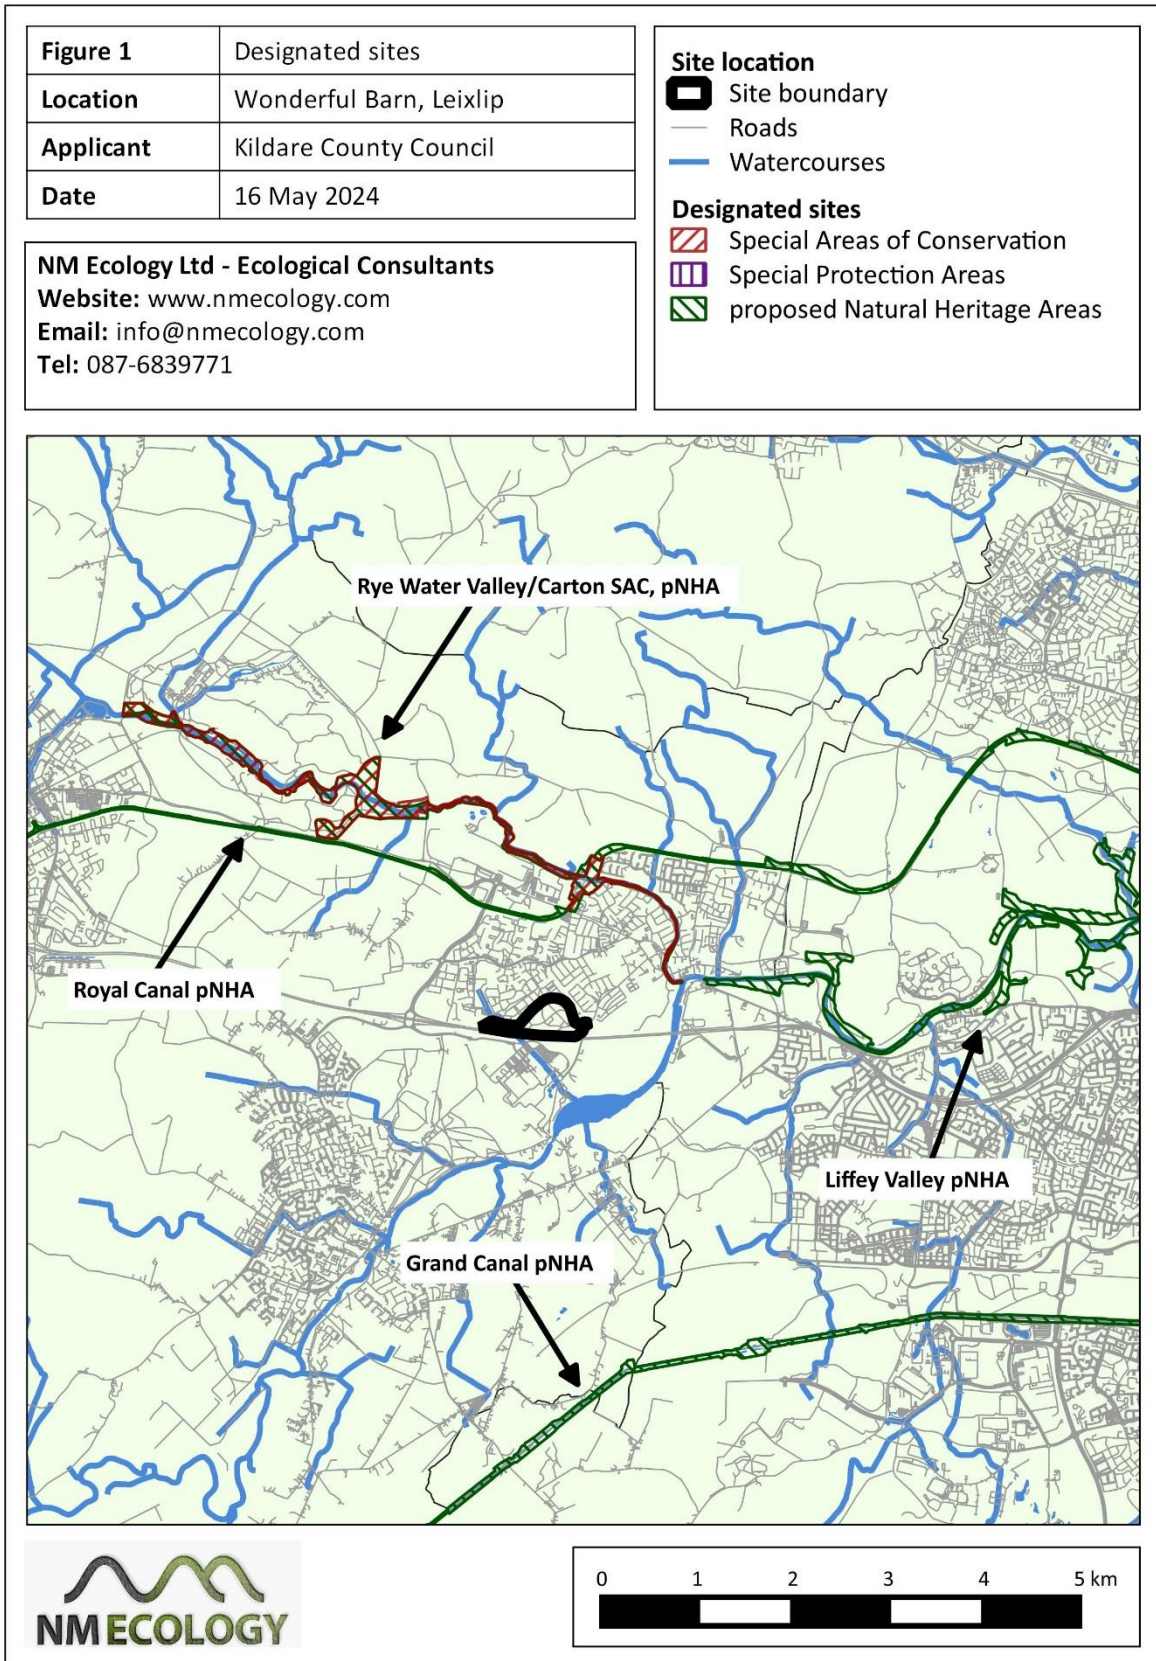 Figure 1 Designated sites
Location Wonderful Barn, Leixlip
Applicant Kildare County Council
Date 16 May 2024
NM Ecology Ltd - Ecological Consultants
Website: www.nmecology.com
Email: info@nmecology.com
Tel: 087-6839771
Site location
Site boundary
Roads
Watercourses
Designated sites
Special Areas of Conservation
Special Protection Areas
proposed Natural Heritage Areas
Rye Water Valley/Carton SAC, pNHA
Royal Canal pNHA
Liffey Valley pNHA
Grand Canal pNHA
NM ECOLOGY
0 1 2 3 4 5 km